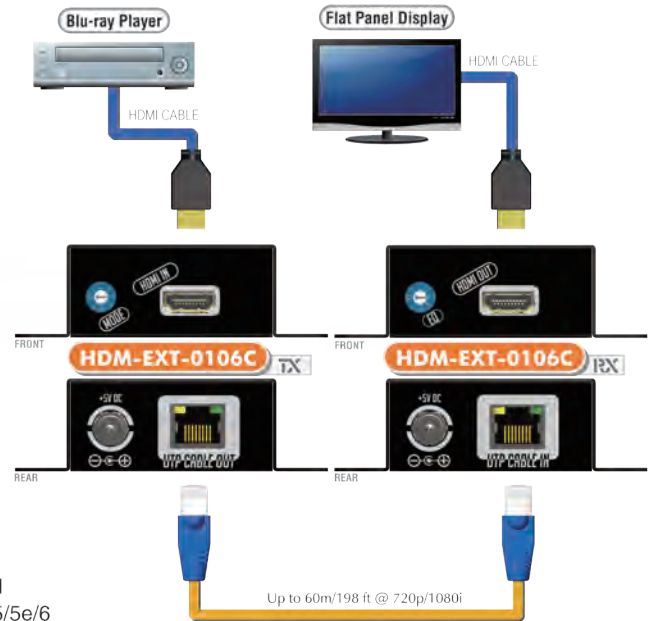 Blu-ray Player
Flat Panel Display
HDMI CABLE
HDMI CABLE
HDMI IN
MODE
HDMI OUT
EQ
FRONT
FRONT
HDM-EXT-0106C TX
HDM-EXT-0106C RX
+5V DC
UTP CABLE OUT
+5V DC
UTP CABLE IN
REAR
REAR
Up to 60m/198 ft @ 720p/1080i
/5e/6